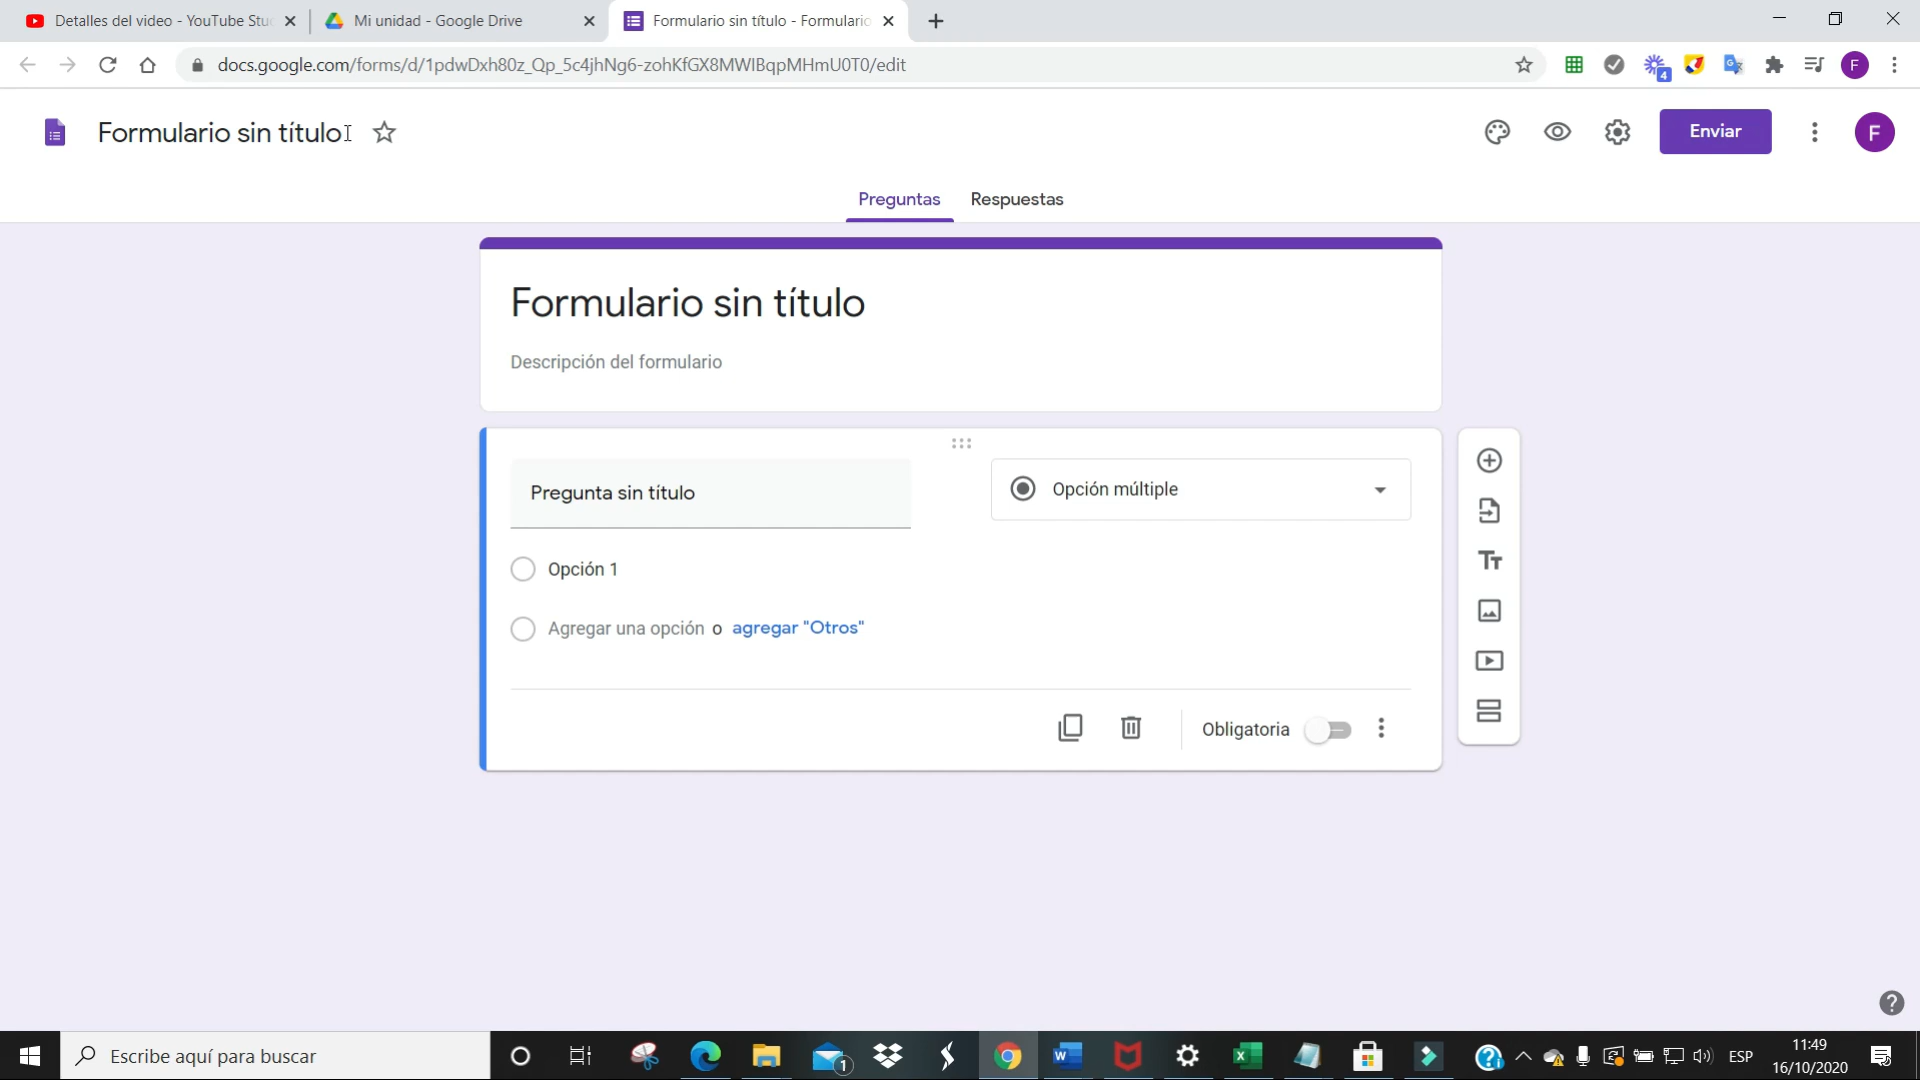 Detalles del video - YouTube Stu
Mi unidad - Google Drive
Formulario sin título - Formulario
docs.google.com/forms/d/1pdwDxh80z_Qp_5c4jhNg6-zohKfGX8MWIBqpMHmU0T0/edit
4
F
Formulario sin título
Enviar
F
Preguntas
Respuestas
Formulario sin título
Descripción del formulario
Pregunta sin título
Opción múltiple
Opción 1
Agregar una opción o agregar "Otros"
Obligatoria
Escribe aquí para buscar
1
ESP
11:49
16/10/2020